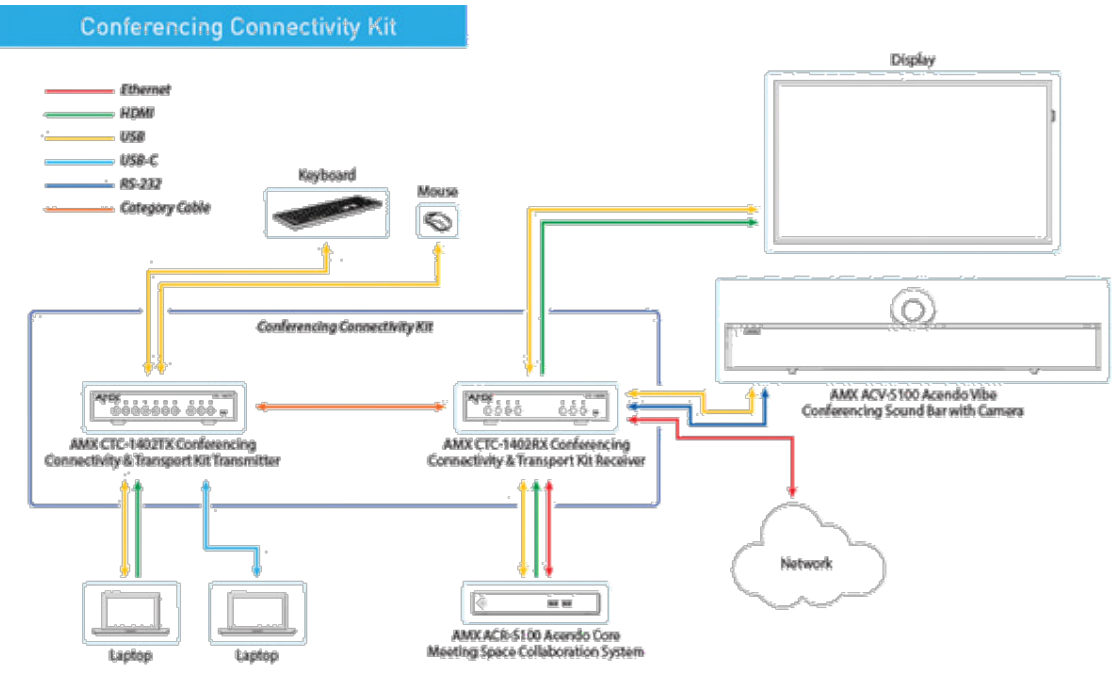 Conferencing Connectivity Kit
Display
Ethernet
HDMI
USB
USB-C
RS-232
Category Cable
Keyboard
Mouse
Conferencing Connectivity Kit
AMX
AMX
AMX ACV-5100 Acendo Vibe
Conferencing Sound Bar with Camera
AMX CTC-1402TX Conferencing
Connectivity & Transport Kit Transmitter
AMX CTC-1402RX Conferencing
Connectivity & Transport Kit Receiver
Network
Laptop
Laptop
AMX ACR-5100 Acendo Core
Meeting Space Collaboration System